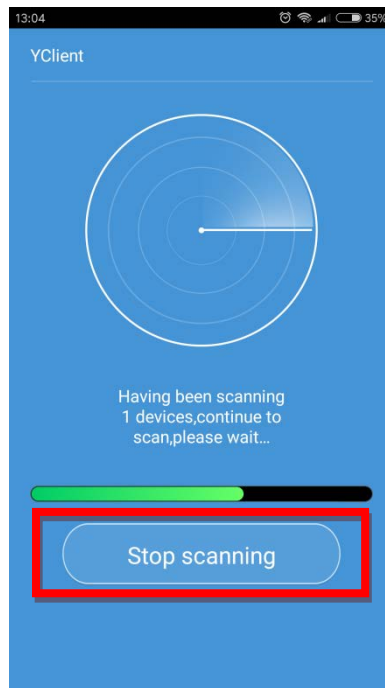 13:04 35%
YClient
Having been scanning
1 devices,continue to
scan,please wait...
Stop scanning